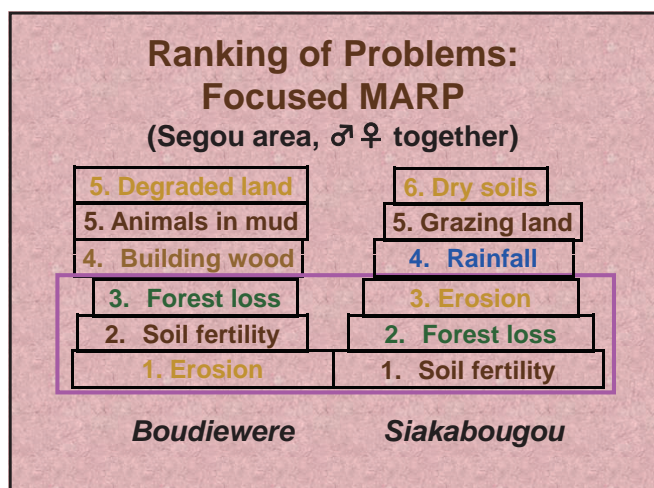 Ranking of Problems:
Focused MARP
(Segou area, ♂♀ together)
5. Degraded land
5. Animals in mud
4. Building wood
3. Forest loss
2. Soil fertility
1. Erosion
Boudiewere
6. Dry soils
5. Grazing land
4. Rainfall
3. Erosion
2. Forest loss
1. Soil fertility
Siakabougou